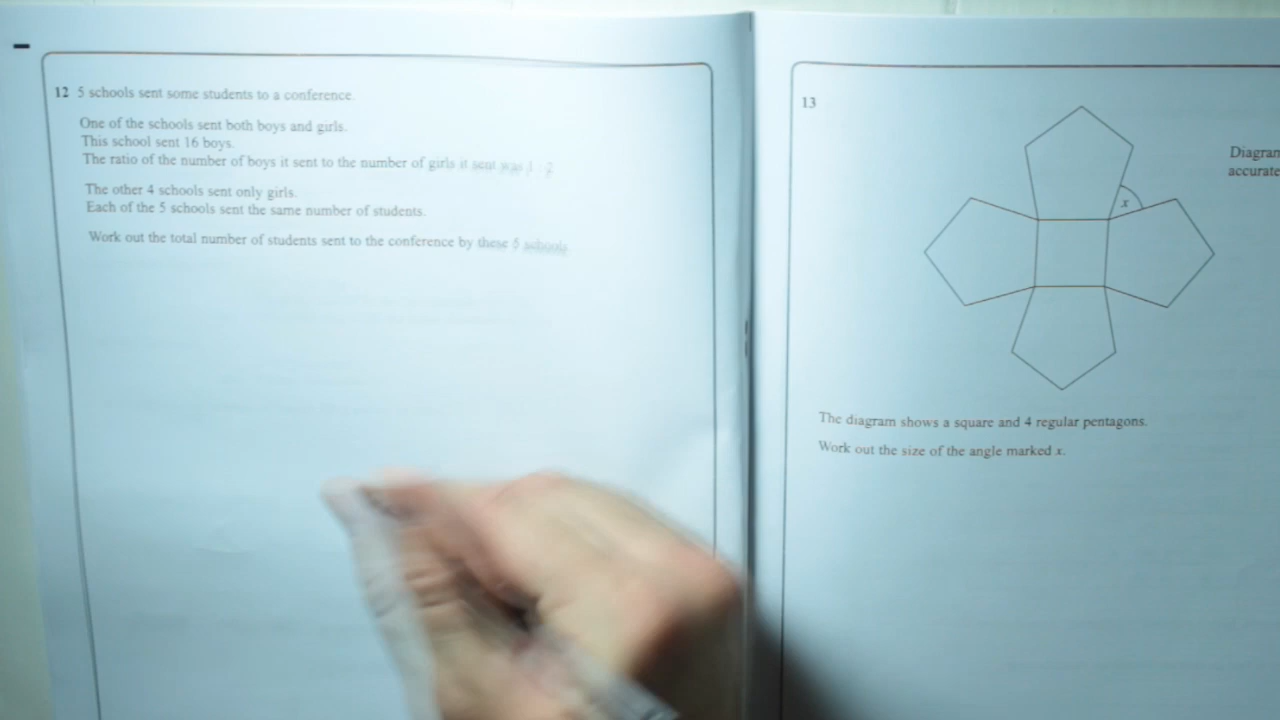 12 5 schools sent some students to a conference.
One of the schools sent both boys and girls.
This school sent 16 boys.
The ratio of the number of boys it sent to the number of girls it sent was 1 : 2
The other 4 schools sent only girls.
Each of the 5 schools sent the same number of students.
Work out the total number of students sent to the conference by these 5 schools.
13
Diagram
accurate
x
The diagram shows a square and 4 regular pentagons.
Work out the size of the angle marked x.